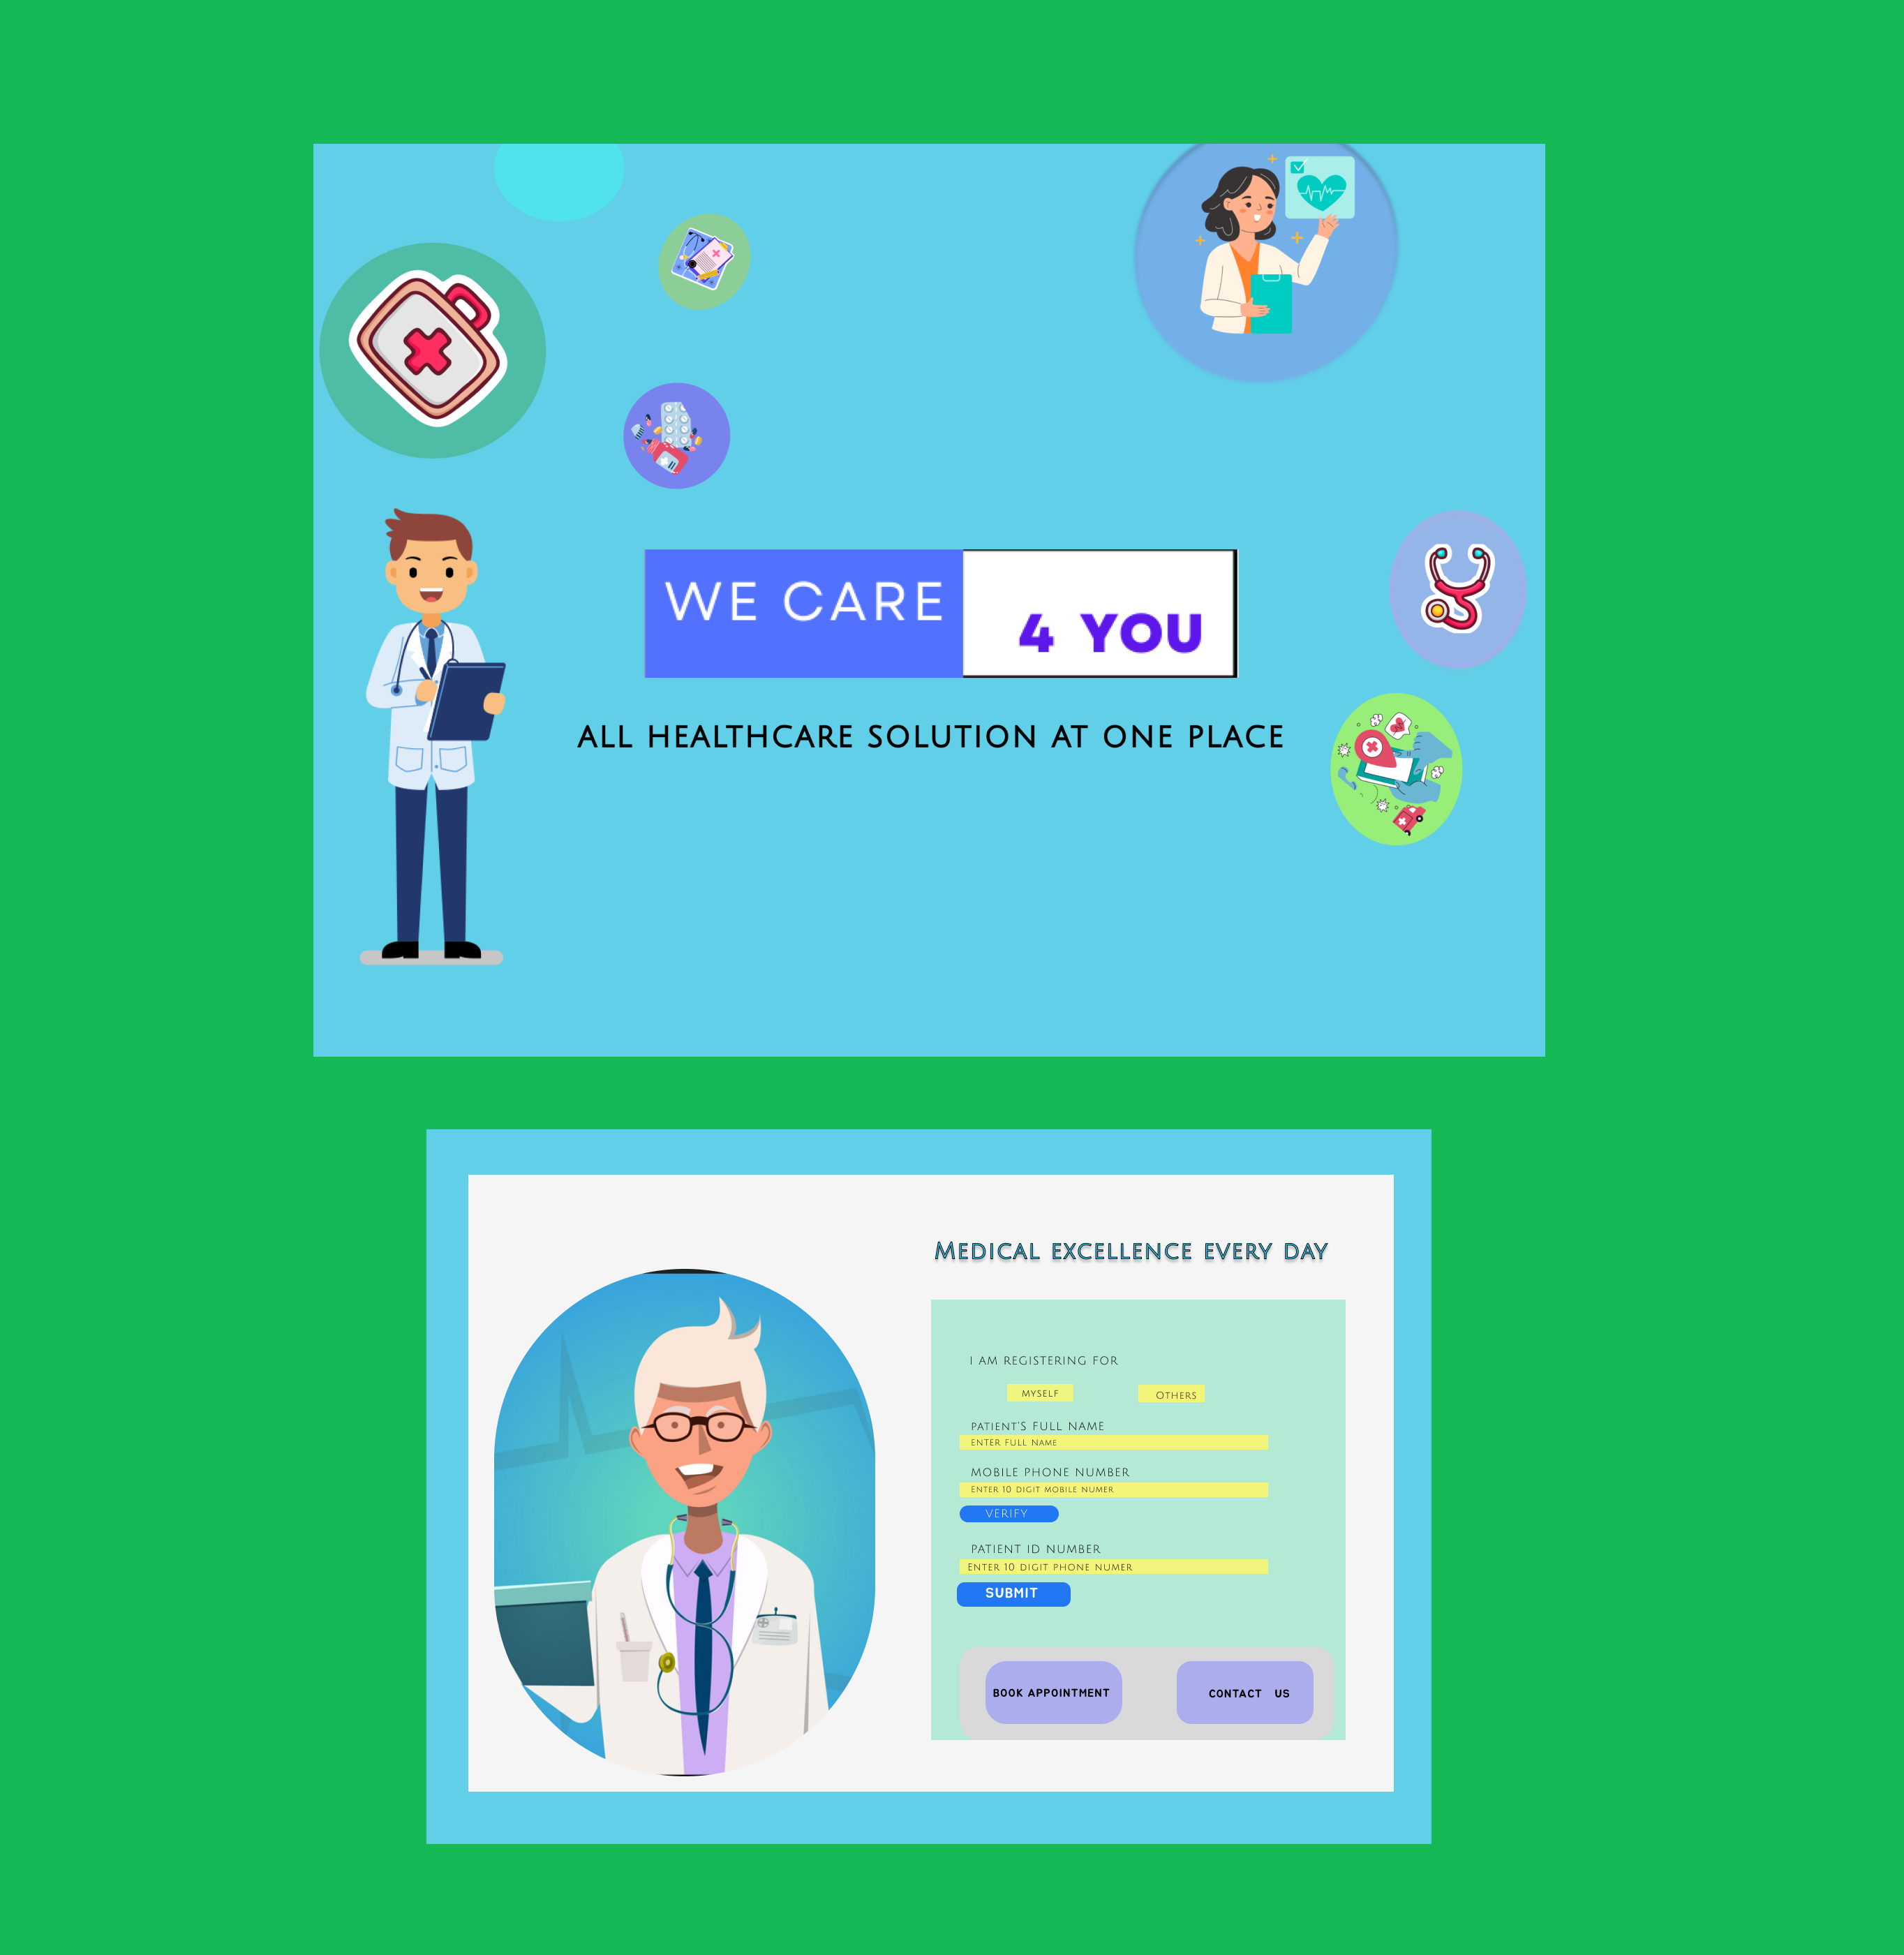 WE CARE
4 YOU
ALL HEALTHCARE SOLUTION AT ONE PLACE
MEDICAL EXCELLENCE EVERY DAY
I AM REGISTERING FOR
MYSELF OTHERS
PATIENT'S FULL NAME
ENTER FULL NAME
MOBILE PHONE NUMBER
ENTER 10 DIGIT MOBILE NUMER
VERIFY
PATIENT ID NUMBER
ENTER 10 DIGIT PHONE NUMER
SUBMIT
BOOK APPOINTMENT CONTACT US